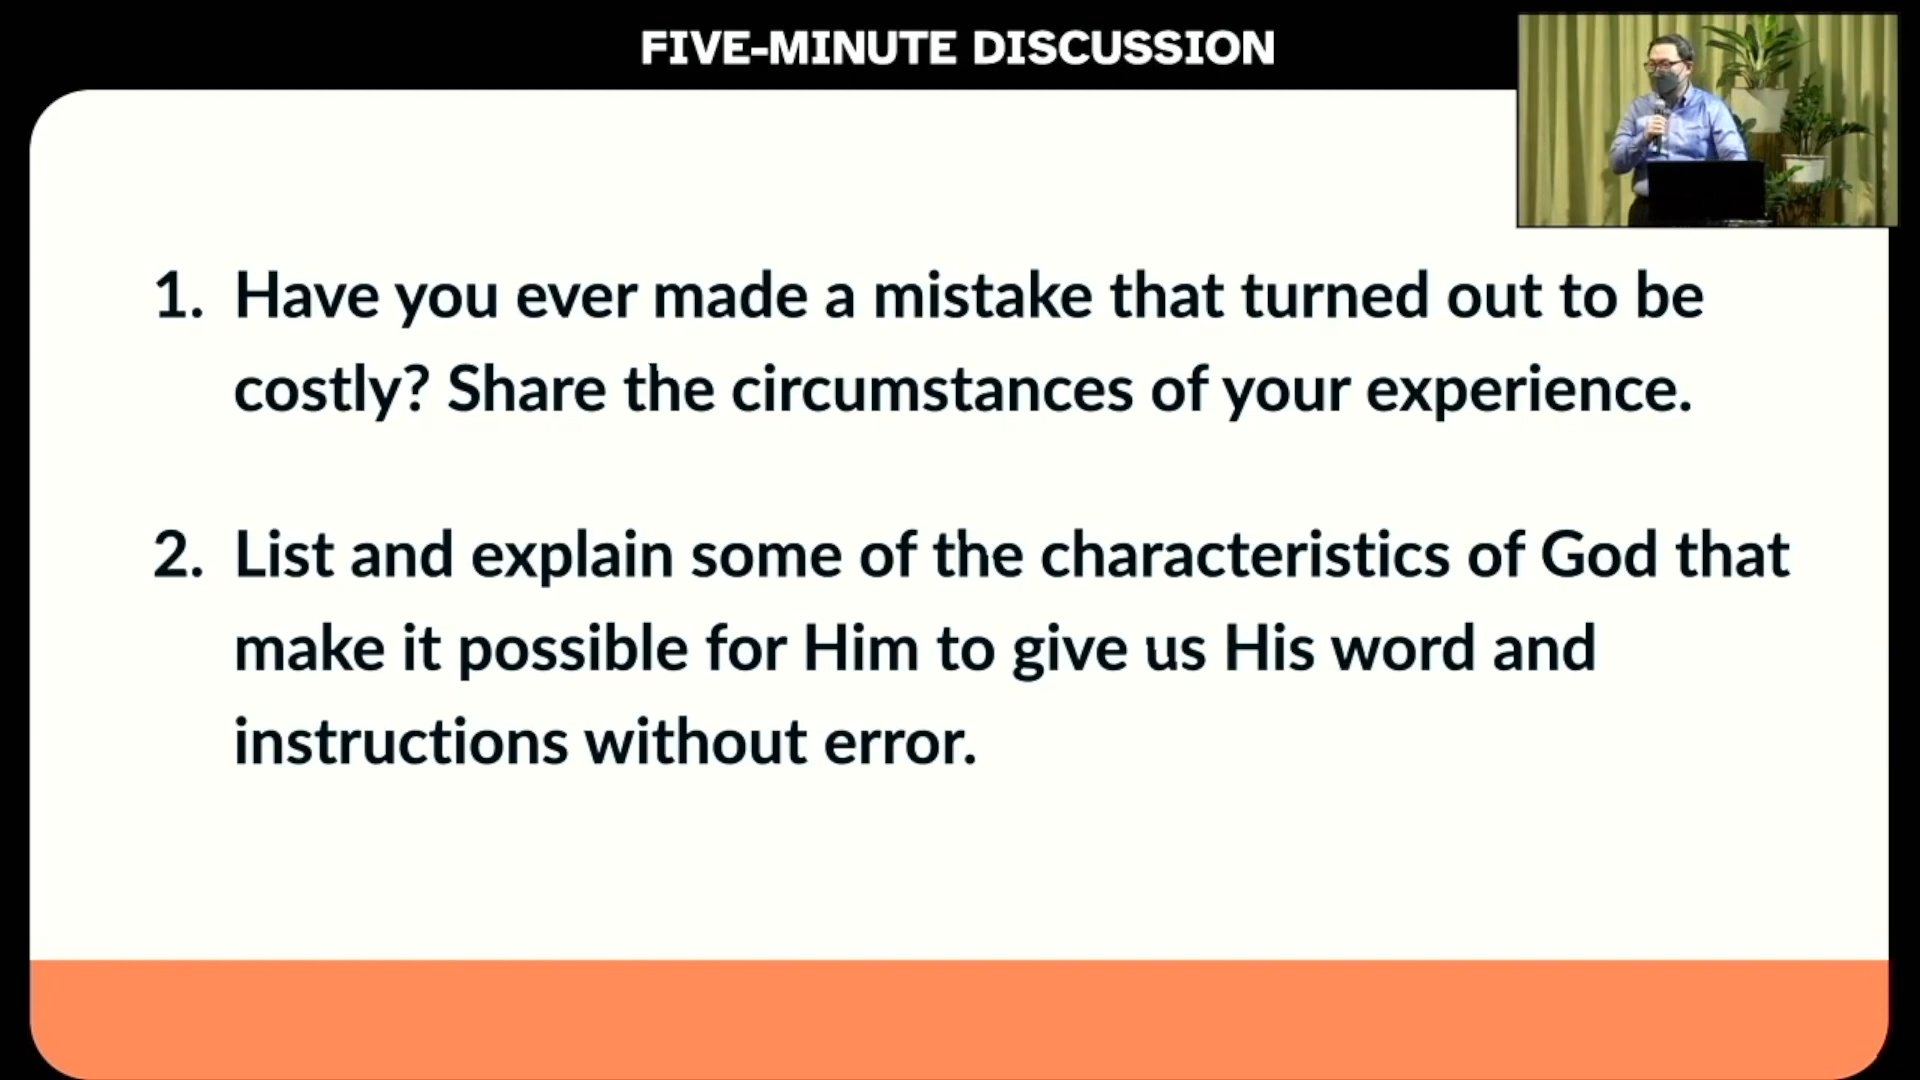 FIVE-MINUTE DISCUSSION
1. Have you ever made a mistake that turned out to be
costly? Share the circumstances of your experience.
2. List and explain some of the characteristics of God that
make it possible for Him to give us His word and
instructions without error.